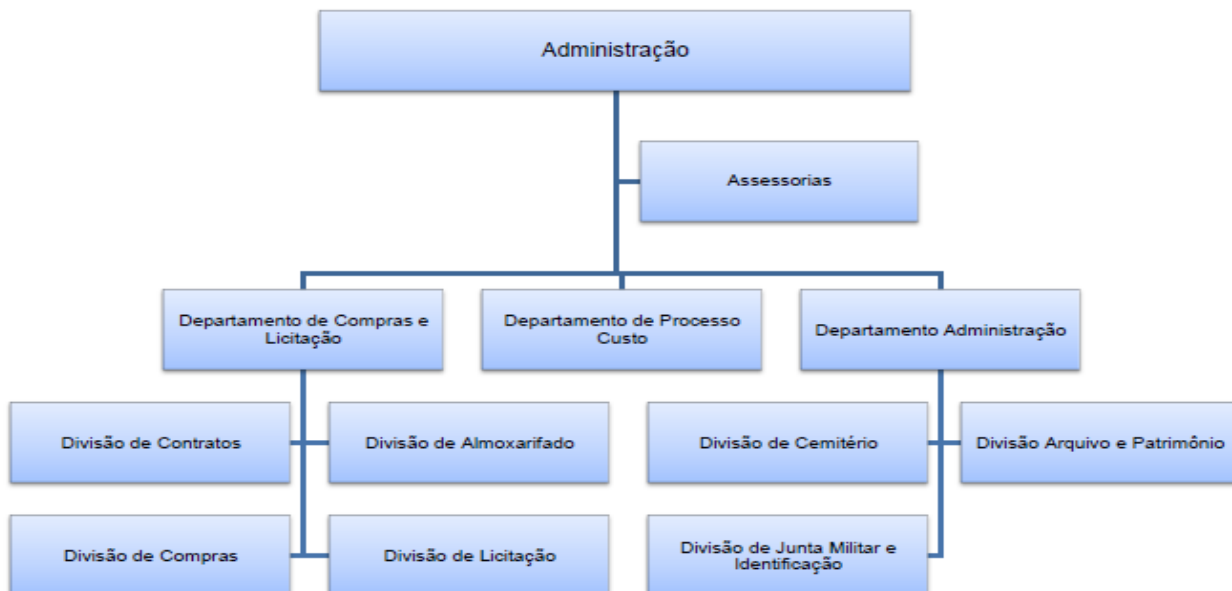 Administração
Assessorias
Departamento de Compras e
Licitação
Departamento de Processo
Custo
Departamento Administração
Divisão de Contratos
Divisão de Almoxarifado
Divisão de Cemitério
Divisão Arquivo e Patrimônio
Divisão de Compras
Divisão de Licitação
Divisão de Junta Militar e
Identificação